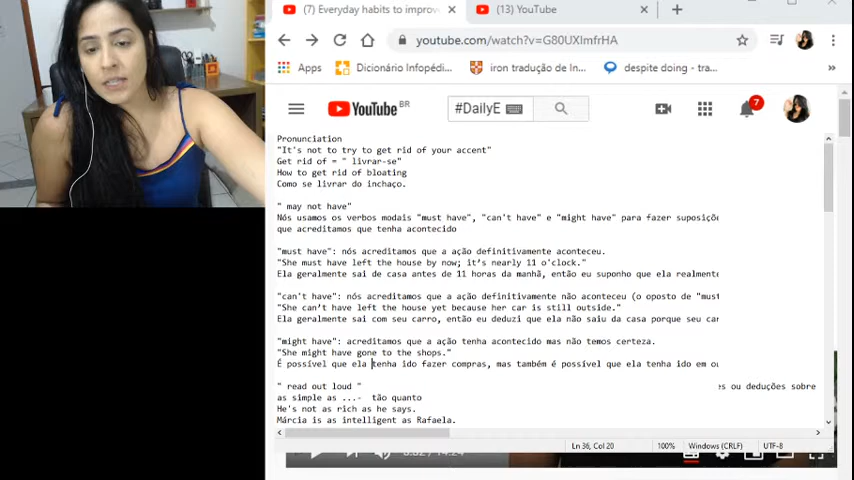 (7) Everyday habits to improv
(13) YouTube
youtube.com/watch?v=G80UXlmfrHA
Apps
Dicionário Infopédi...
iron tradução de In...
despite doing - tra...
»
YouTube BR
#DailyE
7
Pronunciation
"It's not to try to get rid of your accent"
Get rid of = " livrar-se"
How to get rid of bloating
Como se livrar do inchaço.
" may not have"
Nós usamos os verbos modais "must have", "can't have" e "might have" para fazer suposiçõe
que acreditamos que tenha acontecido
"must have": nós acreditamos que a ação definitivamente aconteceu.
"She must have left the house by now; it's nearly 11 o'clock."
Ela geralmente sai de casa antes de 11 horas da manhã, então eu suponho que ela realmente
"can't have": nós acreditamos que a ação definitivamente não aconteceu (o oposto de "must
"She can't have left the house yet because her car is still outside."
Ela geralmente sai com seu carro, então eu deduzi que ela não saiu da casa porque seu car
"might have": acreditamos que a ação tenha acontecido mas não temos certeza.
"She might have gone to the shops."
É possível que ela tenha ido fazer compras, mas também é possível que ela tenha ido em ou
" read out loud "
es ou deduções sobre
as simple as ...- tão quanto
He's not as rich as he says.
Márcia is as intelligent as Rafaela.
Ln 36, Col 20
100%
Windows (CRLF)
UTF-8